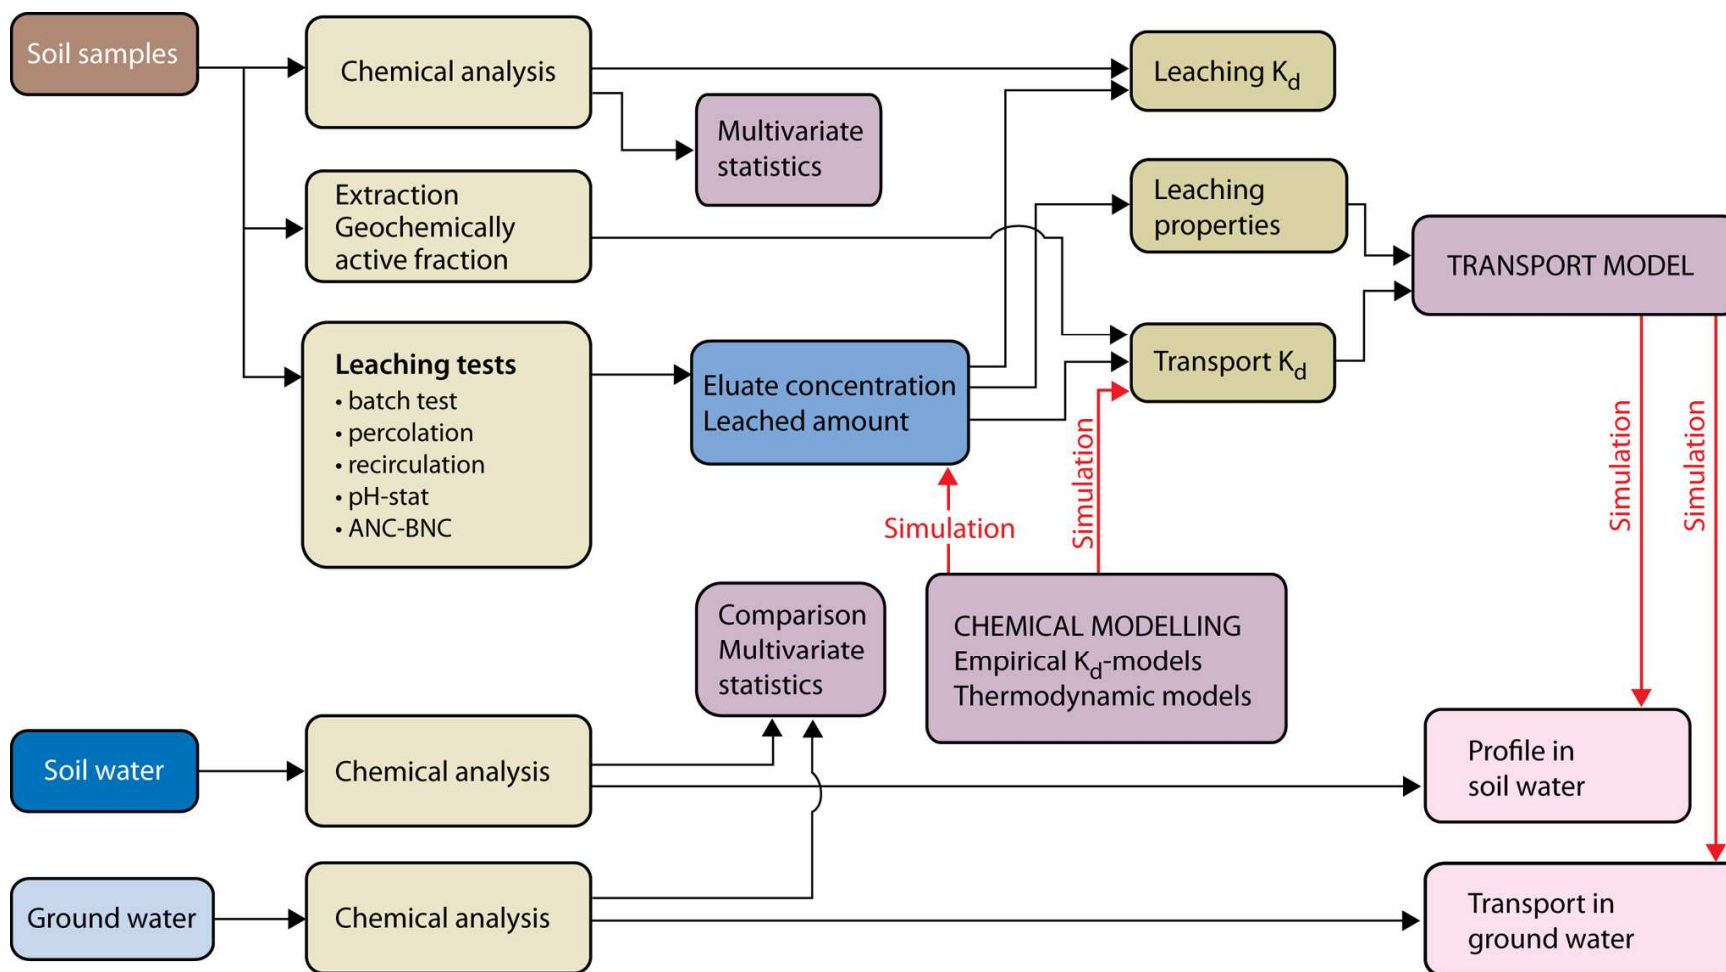 Soil samples
Chemical analysis
Leaching K_d
Multivariate
statistics
Extraction
Geochemically
active fraction
Leaching
properties
TRANSPORT MODEL
Leaching tests
• batch test
• percolation
• recirculation
• pH-stat
• ANC-BNC
Eluate concentration
Leached amount
Transport K_d
Simulation
Simulation
Simulation
Simulation
Comparison
Multivariate
statistics
CHEMICAL MODELLING
Empirical K_d-models
Thermodynamic models
Soil water
Chemical analysis
Profile in
soil water
Ground water
Chemical analysis
Transport in
ground water